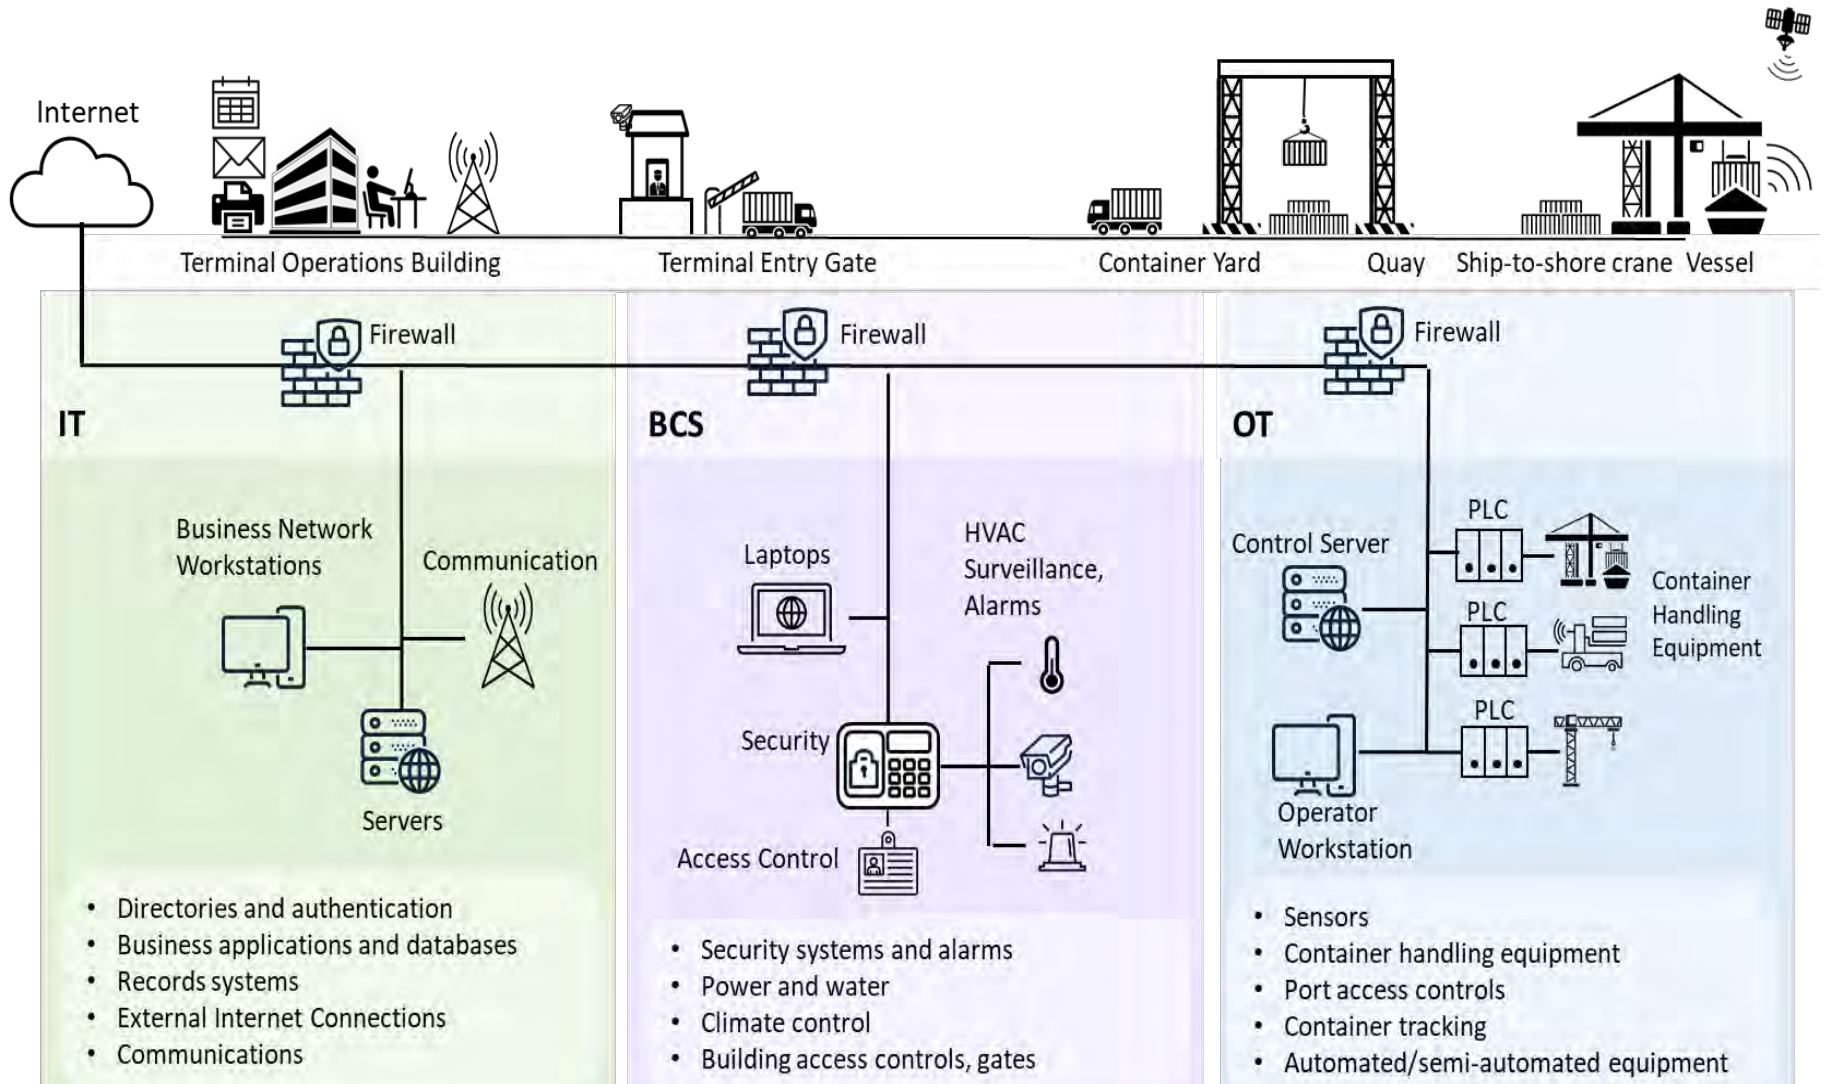 Internet
Terminal Operations Building
Terminal Entry Gate
Container Yard
Quay
Ship-to-shore crane
Vessel
Firewall
IT
Business Network
Workstations
Communication
Servers
• Directories and authentication
• Business applications and databases
• Records systems
• External Internet Connections
• Communications
Firewall
BCS
Laptops
HVAC
Surveillance,
Alarms
Security
Access Control
• Security systems and alarms
• Power and water
• Climate control
• Building access controls, gates
Firewall
OT
Control Server
PLC
PLC
PLC
Container
Handling
Equipment
Operator
Workstation
• Sensors
• Container handling equipment
• Port access controls
• Container tracking
• Automated/semi-automated equipment